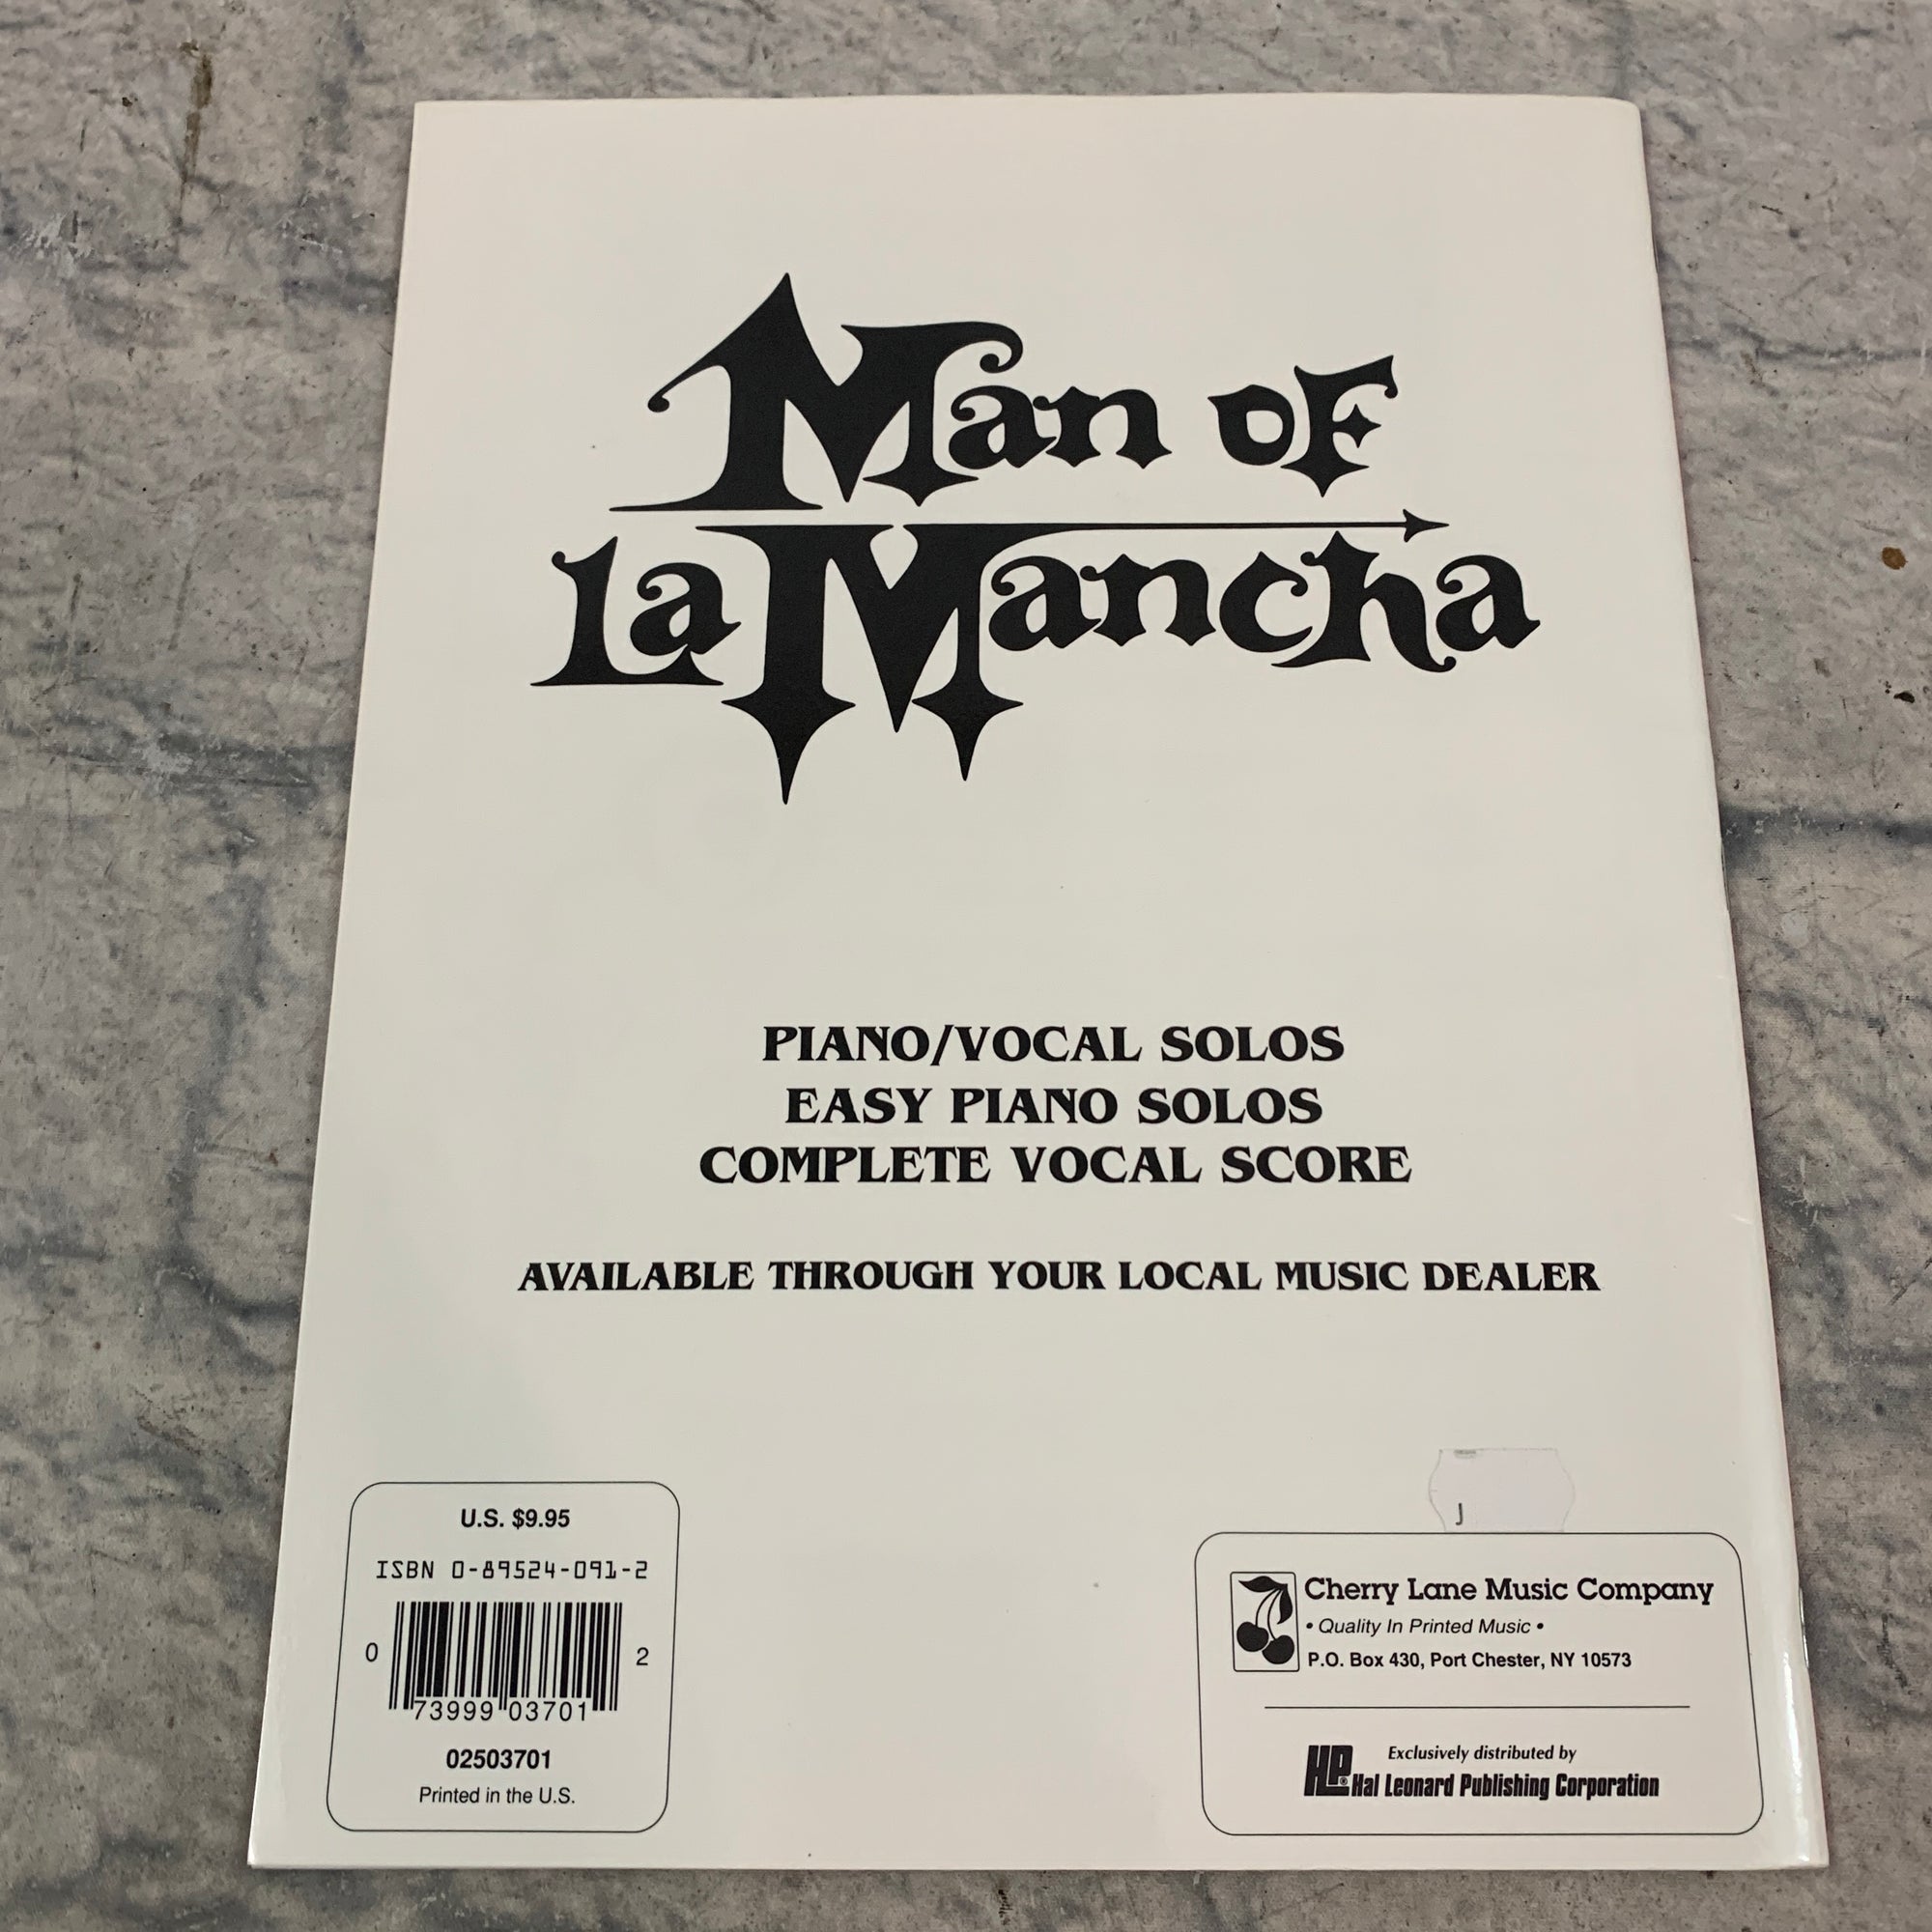 Man of
La Mancha
PIANO/VOCAL SOLOS
EASY PIANO SOLOS
COMPLETE VOCAL SCORE
AVAILABLE THROUGH YOUR LOCAL MUSIC DEALER
U.S. $9.95
ISBN 0-89524-091-2
0 73999 03701 2
02503701
Printed in the U.S.
J
Cherry Lane Music Company
• Quality In Printed Music •
P.O. Box 430, Port Chester, NY 10573
Exclusively distributed by
HLP® Hal Leonard Publishing Corporation